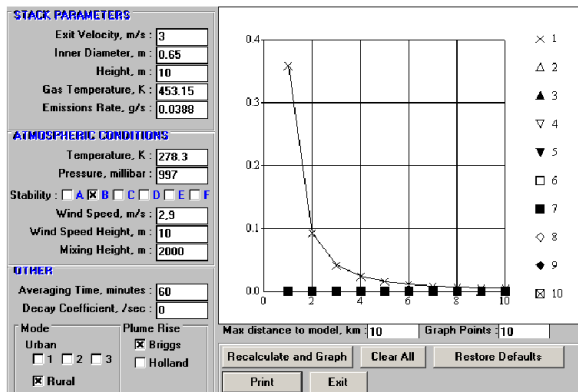 STACK PARAMETERS
Exit Velocity, m/s : 3
Inner Diameter, m : 0.65
Height, m : 10
Gas Temperature, K : 453.15
Emissions Rate, g/s : 0.0388
ATMOSPHERIC CONDITIONS
Temperature, K : 278.3
Pressure, millibar : 997
Stability : A B C D E F
Wind Speed, m/s : 2.9
Wind Speed Height, m : 10
Mixing Height, m : 2000
OTHER
Averaging Time, minutes : 60
Decay Coefficient, /sec : 0
Mode
Urban
1 2 3
Rural
Plume Rise
Briggs
Holland
0.4
0.3
0.2
0.1
0.0
0 2 4 6 8 10
1
2
3
4
5
6
7
8
9
10
Max distance to model, km : 10 Graph Points : 10
Recalculate and Graph Clear All Restore Defaults
Print Exit